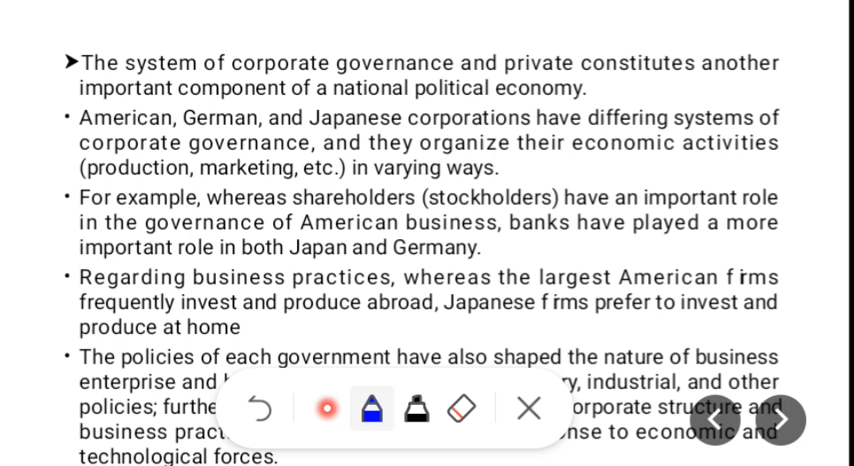 ➤The system of corporate governance and private constitutes another
important component of a national political economy.
• American, German, and Japanese corporations have differing systems of
corporate governance, and they organize their economic activities
(production, marketing, etc.) in varying ways.
• For example, whereas shareholders (stockholders) have an important role
in the governance of American business, banks have played a more
important role in both Japan and Germany.
• Regarding business practices, whereas the largest American firms
frequently invest and produce abroad, Japanese firms prefer to invest and
produce at home
• The policies of each government have also shaped the nature of business
enterprise and industrial, and other
policies; structure and
business to economic and
technological forces.